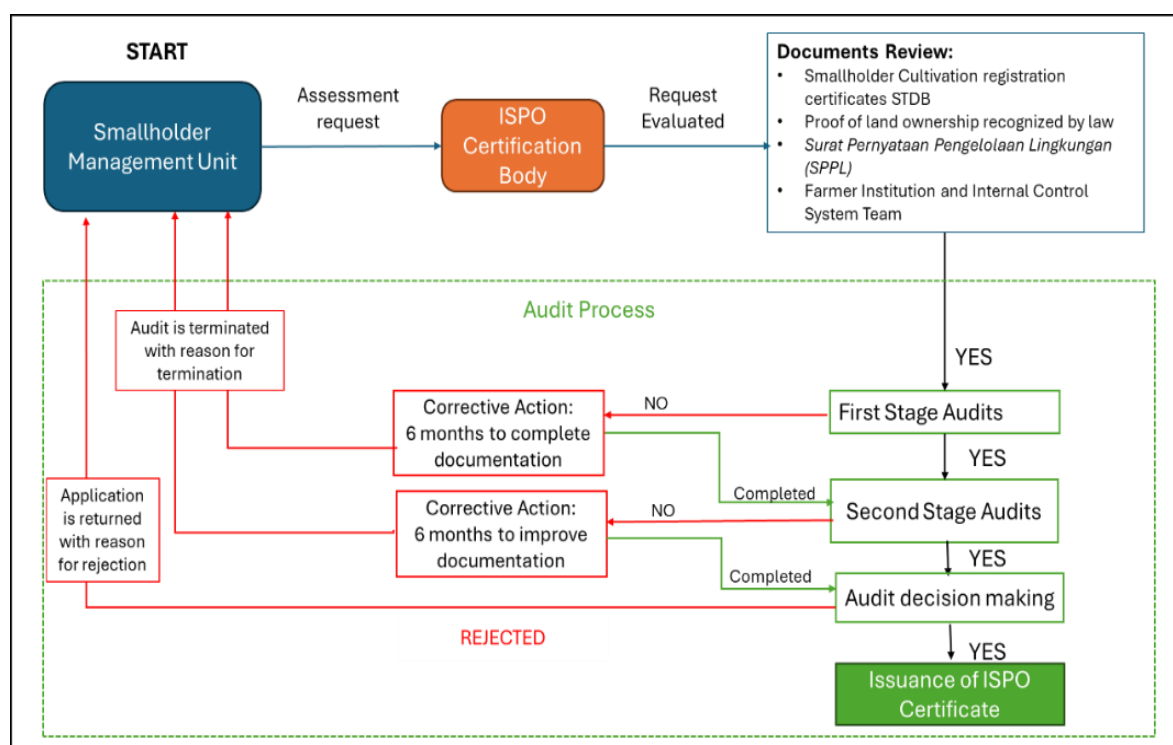 START
Smallholder
Management Unit
Assessment
request
ISPO
Certification
Body
Request
Evaluated
Documents Review:
• Smallholder Cultivation registration
certificates STDB
• Proof of land ownership recognized by law
• Surat Pernyataan Pengelolaan Lingkungan
(SPPL)
• Farmer Institution and Internal Control
System Team
Audit Process
YES
Audit is terminated
with reason for
termination
Corrective Action:
6 months to complete
documentation
NO
First Stage Audits
YES
Completed
Application
is returned
with reason
for rejection
Corrective Action:
6 months to improve
documentation
NO
Second Stage Audits
YES
Completed
Audit decision making
REJECTED
YES
Issuance of ISPO
Certificate